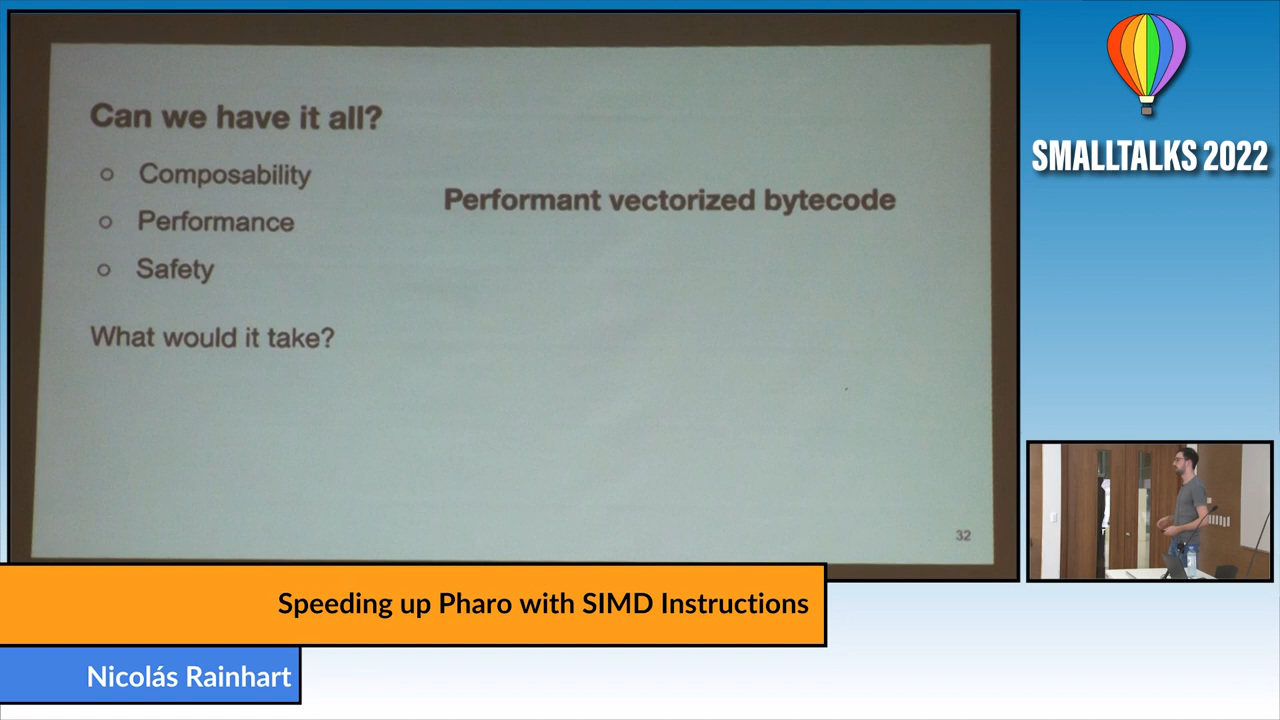 Can we have it all?
Composability
Performance
Safety
What would it take?
Performant vectorized bytecode
32
SMALLTALKS 2022
Speeding up Pharo with SIMD Instructions
Nicolás Rainhart